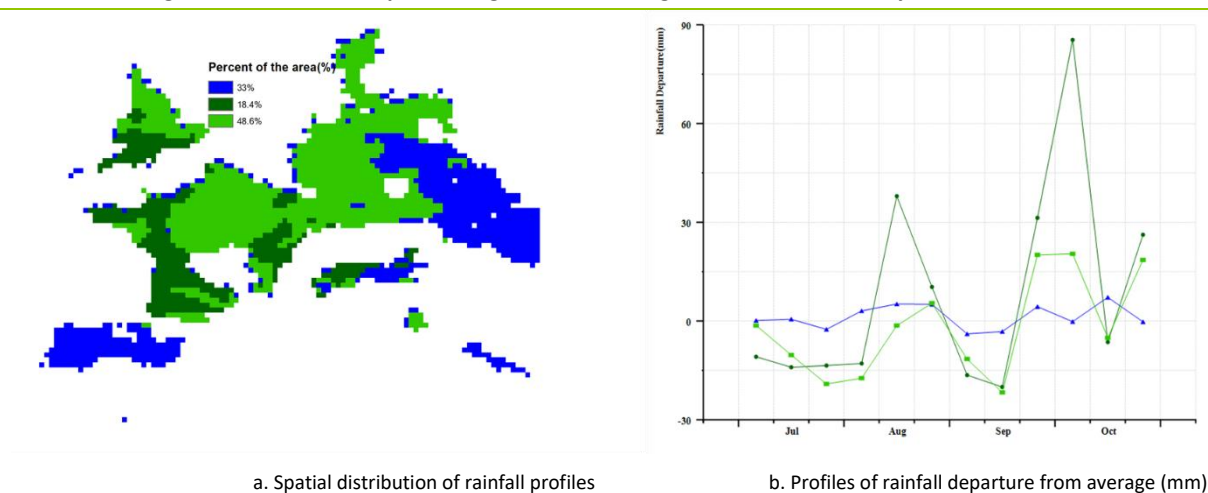 Percent of the area(%)
33%
18.4%
48.6%
Rainfall Departure(mm)
90
60
30
0
-30
Jul
Aug
Sep
Oct
a. Spatial distribution of rainfall profiles
b. Profiles of rainfall departure from average (mm)